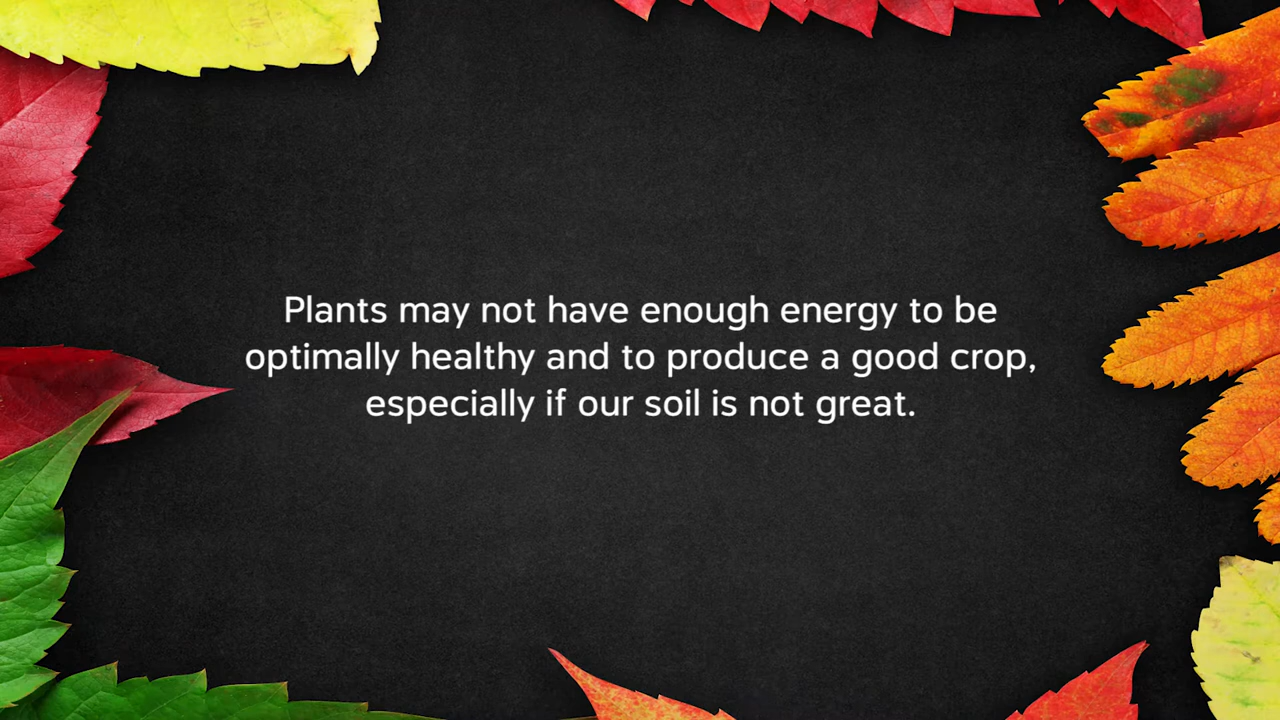 Plants may not have enough energy to be
optimally healthy and to produce a good crop,
especially if our soil is not great.